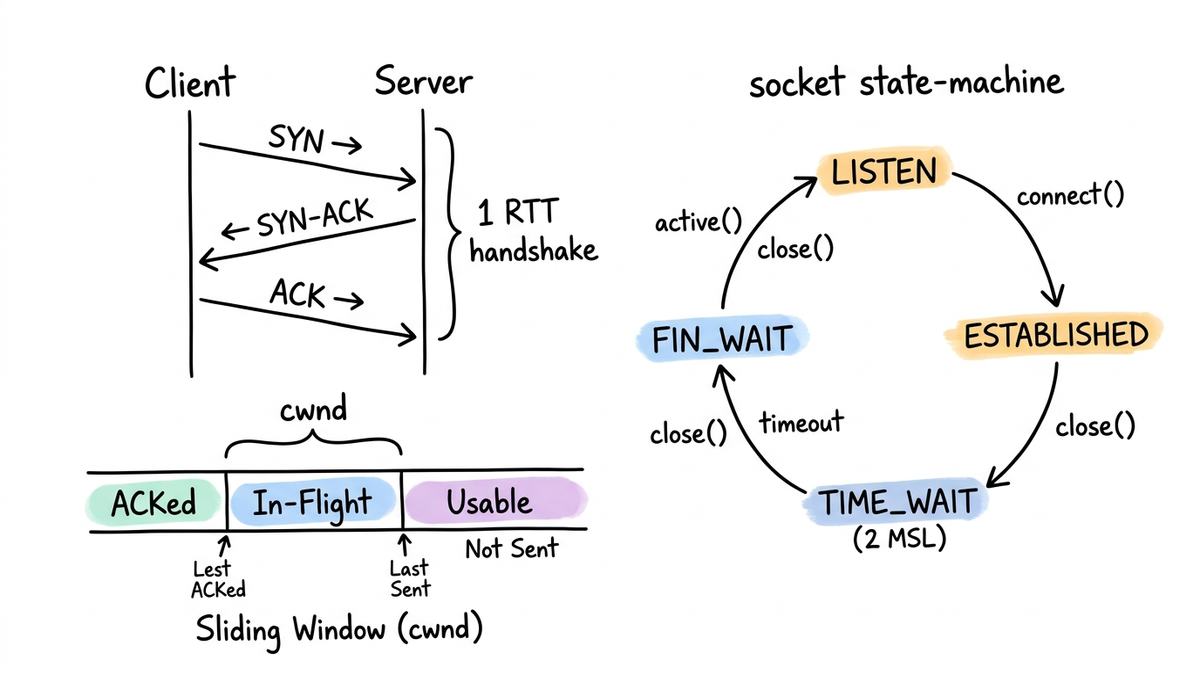 Client
Server
SYN →
← SYN-ACK
ACK →
1 RTT
handshake
cwnd
ACKed
In-Flight
Usable
Not Sent
Lest
ACKed
Last
Sent
Sliding Window (cwnd)
socket state-machine
LISTEN
connect()
active()
close()
FIN_WAIT
ESTABLISHED
close()
timeout
close()
TIME_WAIT
(2 MSL)